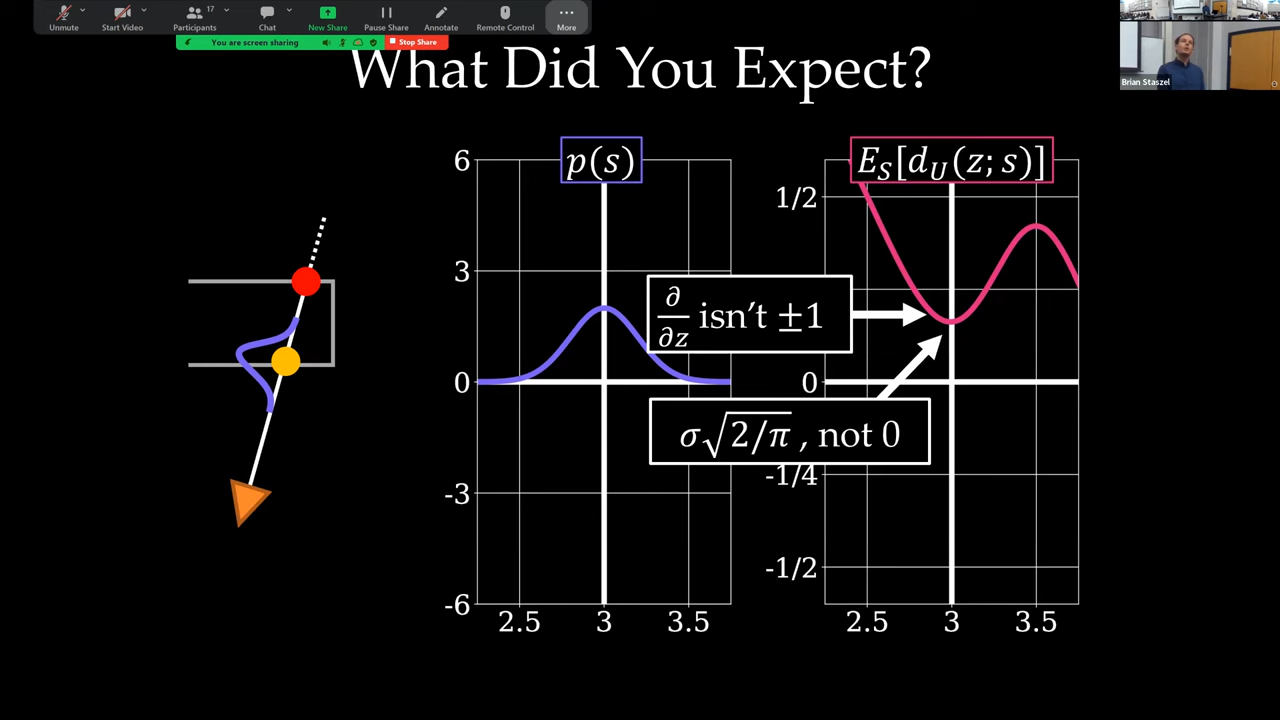 Unmute
Start Video
Participants
17
Chat
New Share
Pause Share
Annotate
Remote Control
More
You are screen sharing
Stop Share
Brian Staszel
What Did You Expect?
p(s)
6
3
0
-3
-6
2.5
3
3.5
E_S[d_U(z; s)]
1/2
0
-1/4
-1/2
2.5
3
3.5
∂/∂z isn't ±1
σ√2/π , not 0